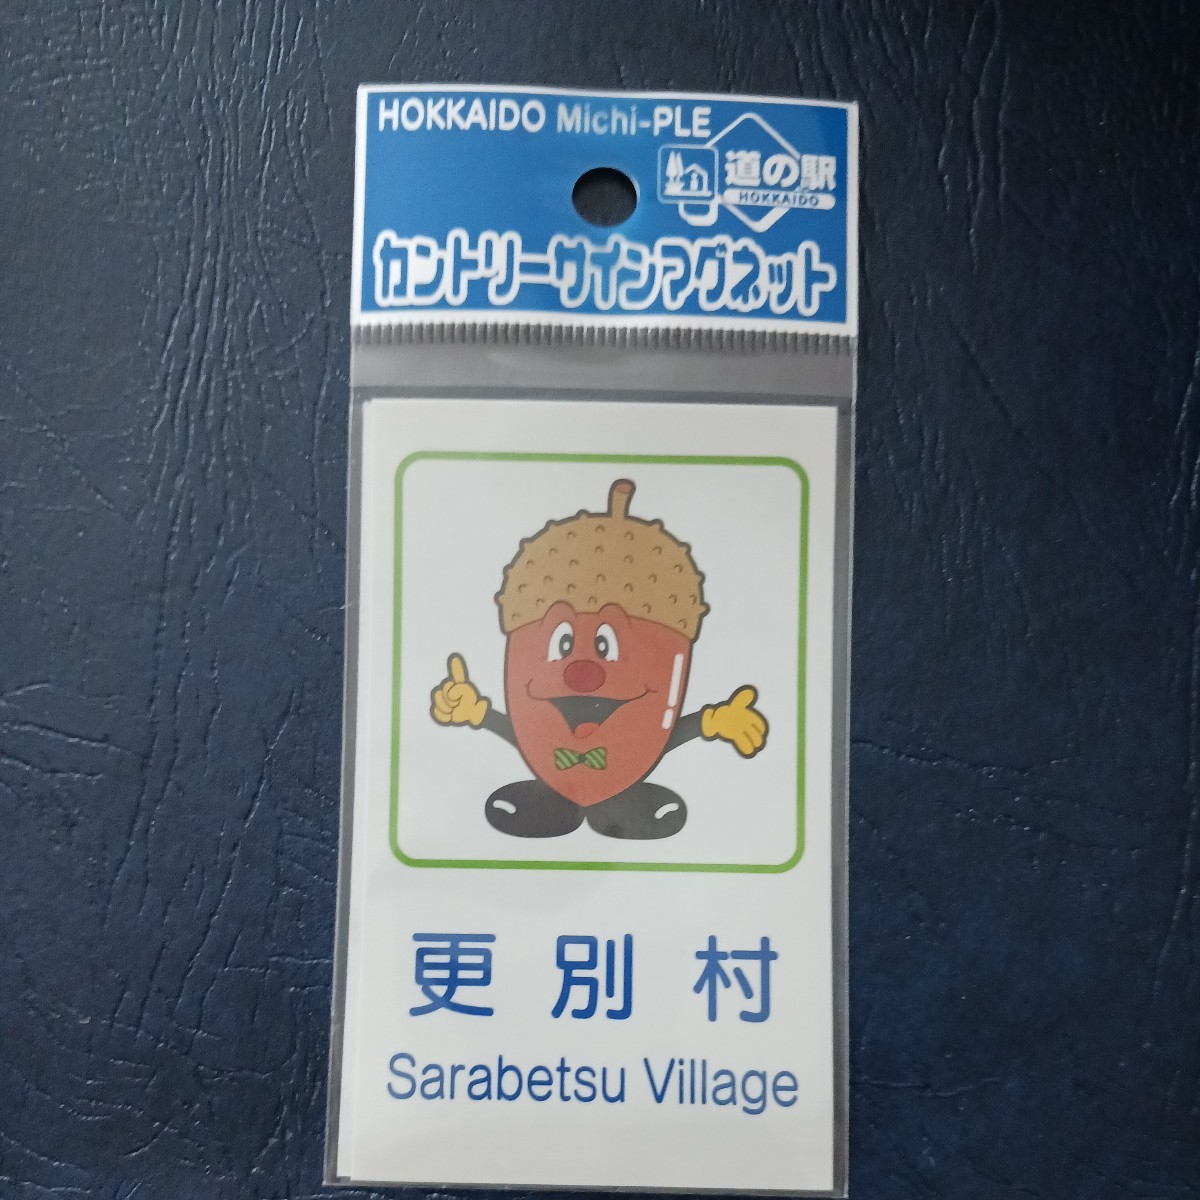 HOKKAIDO Michi-PLE
道の駅
HOKKAIDO
カントリーサインマグネット
更別村
Sarabetsu Village